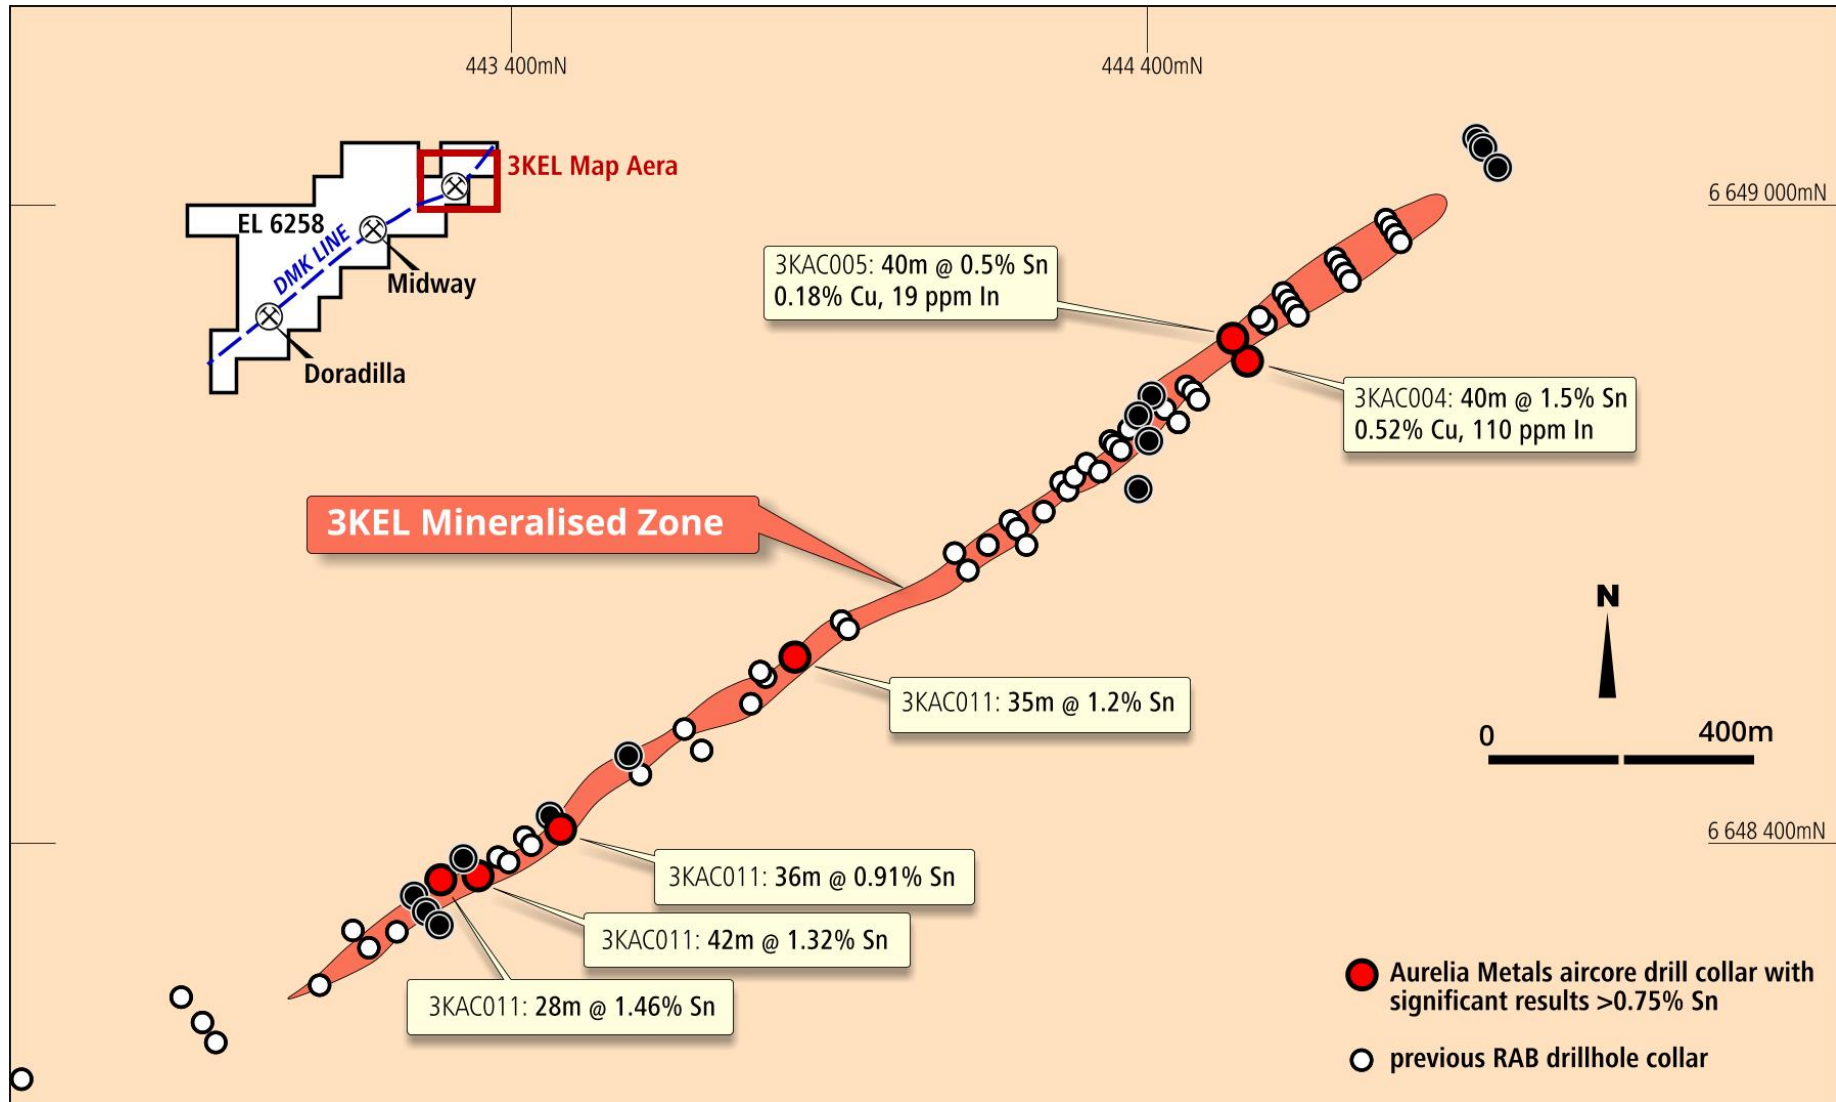 443 400mN
444 400mN
3KEL Map Aera
6 649 000mN
EL 6258
DMK LINE
Midway
Doradilla
3KAC005: 40m @ 0.5% Sn
0.18% Cu, 19 ppm In
3KAC004: 40m @ 1.5% Sn
0.52% Cu, 110 ppm In
3KEL Mineralised Zone
N
3KAC011: 35m @ 1.2% Sn
0
400m
6 648 400mN
3KAC011: 36m @ 0.91% Sn
3KAC011: 42m @ 1.32% Sn
3KAC011: 28m @ 1.46% Sn
Aurelia Metals aircore drill collar with
significant results >0.75% Sn
previous RAB drillhole collar